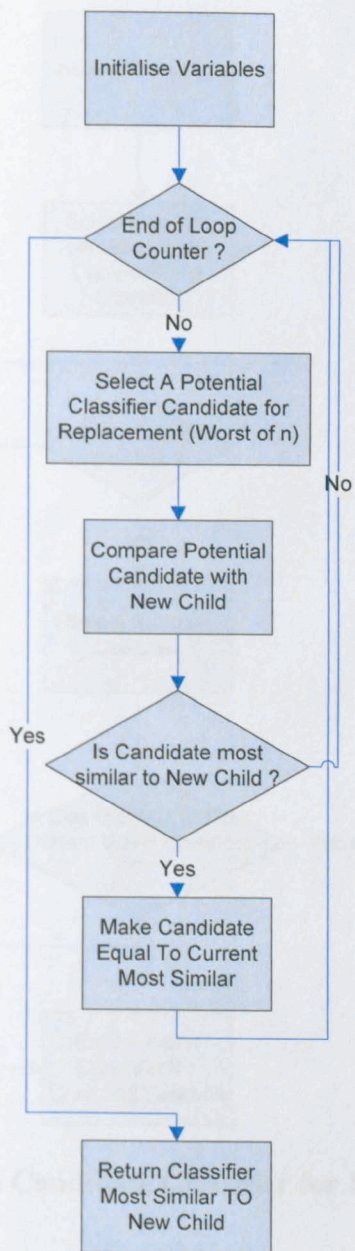 Initialise Variables
End of Loop
Counter ?
No
Select A Potential
Classifier Candidate for
Replacement (Worst of n)
No
Compare Potential
Candidate with
New Child
Yes
Is Candidate most
similar to New Child ?
Yes
Make Candidate
Equal To Current
Most Similar
Return Classifier
Most Similar TO
New Child